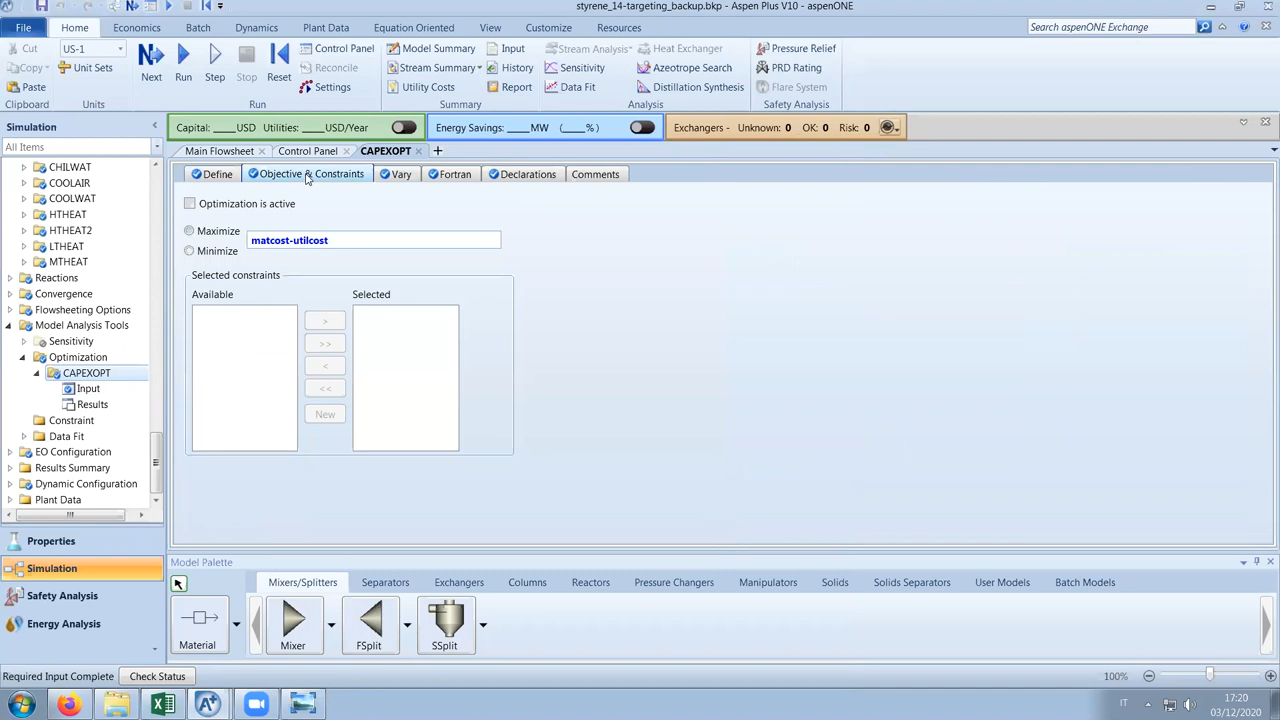 styrene_14-targeting_backup.bkp - Aspen Plus V10 - aspenONE
File Home Economics Batch Dynamics Plant Data Equation Oriented View Customize Resources Search aspenONE Exchange
Cut US-1 Control Panel Model Summary Input Stream Analysis Heat Exchanger Pressure Relief
Copy Unit Sets Next Run Step Stop Reset Reconcile Stream Summary History Sensitivity Azeotrope Search PRD Rating
Paste Settings Utility Costs Report Data Fit Distillation Synthesis Flare System
Clipboard Units Run Summary Analysis Safety Analysis
Simulation
Capital: ____USD Utilities: ____USD/Year Energy Savings: ____MW (____%) Exchangers - Unknown: 0 OK: 0 Risk: 0
All Items
Main Flowsheet Control Panel CAPEXOPT +
CHILWAT
COOLAIR
COOLWAT
HTHEAT
HTHEAT2
LTHEAT
MTHEAT
Reactions
Convergence
Flowsheeting Options
Model Analysis Tools
Sensitivity
Optimization
CAPEXOPT
Input
Results
Constraint
Data Fit
EO Configuration
Results Summary
Dynamic Configuration
Plant Data
Properties
Simulation
Safety Analysis
Energy Analysis
Define Objective & Constraints Vary Fortran Declarations Comments
Optimization is active
Maximize
matcost-utilcost
Minimize
Selected constraints
Available Selected
>
>>
<
<<
New
Model Palette
Mixers/Splitters Separators Exchangers Columns Reactors Pressure Changers Manipulators Solids Solids Separators User Models Batch Models
Material Mixer FSplit SSplit
Required Input Complete Check Status 100%
IT 17:20
03/12/2020